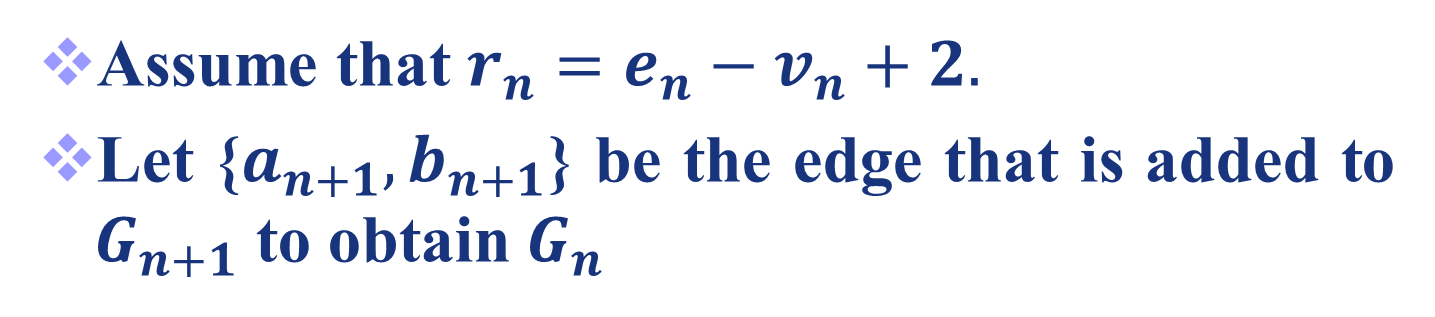 ❖Assume that rₙ = eₙ − vₙ + 2.
❖Let {aₙ₊₁, bₙ₊₁} be the edge that is added to
Gₙ₊₁ to obtain Gₙ